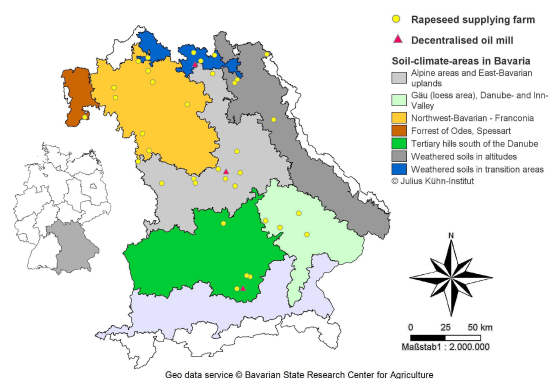 Rapeseed supplying farm
Decentralised oil mill
Soil-climate-areas in Bavaria
Alpine areas and East-Bavarian
uplands
Gäu (loess area), Danube- and Inn-
Valley
Northwest-Bavarian - Franconia
Forrest of Odes, Spessart
Tertiary hills south of the Danube
Weathered soils in altitudes
Weathered soils in transition areas
© Julius Kühn-Institut
N
0 25 50 km
Maßstab1 : 2.000.000
Geo data service © Bavarian State Research Center for Agriculture